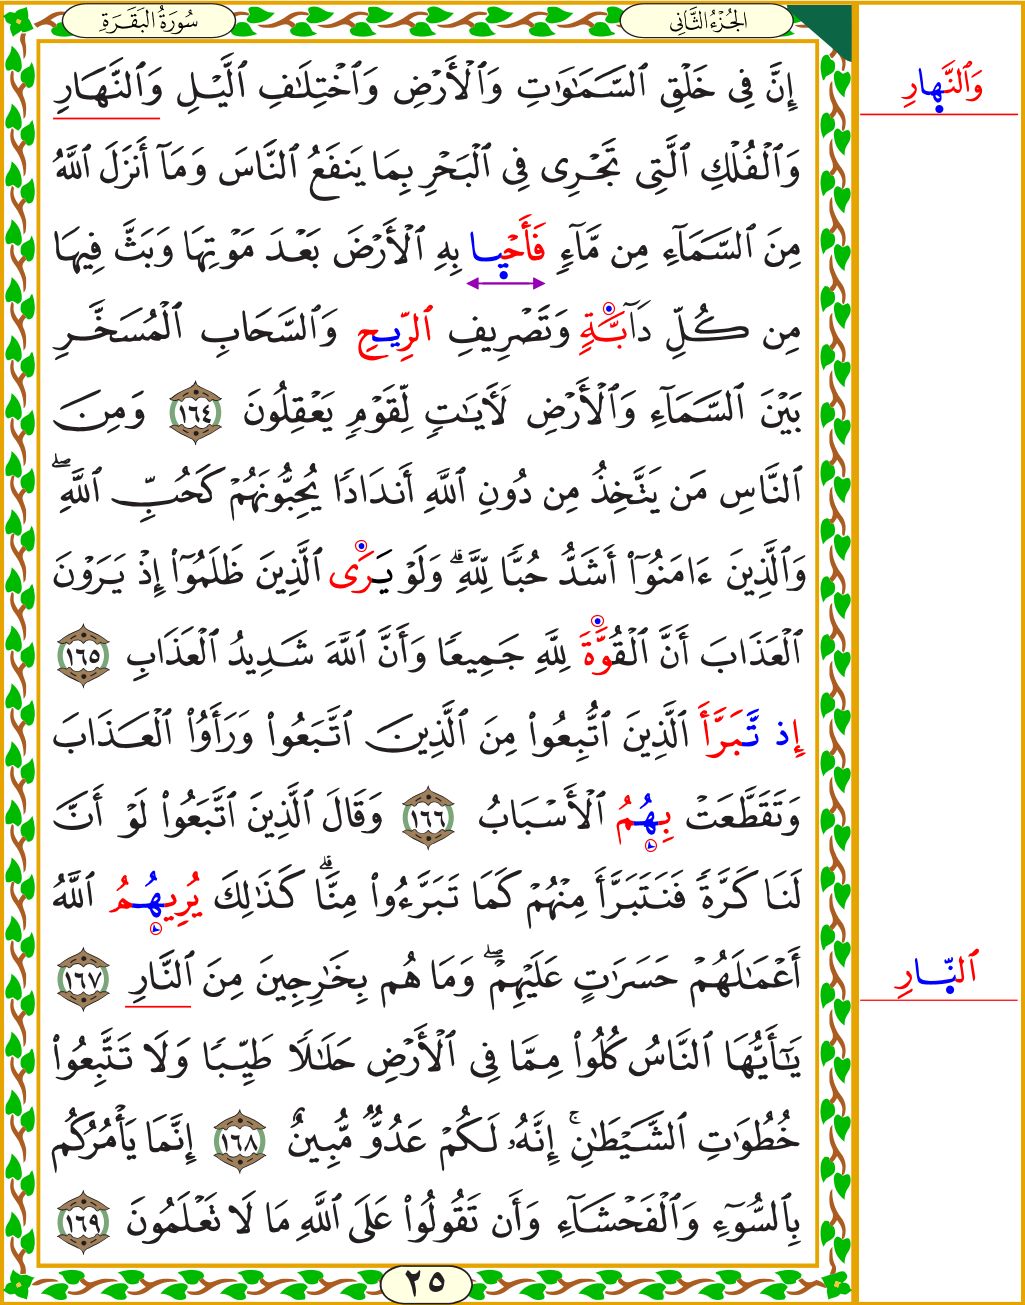 سُورَةُ البَقَرَةِ
الجُزْءُ الثَّانِي
إِنَّ فِى خَلْقِ ٱلسَّمَٰوَٰتِ وَٱلْأَرْضِ وَٱخْتِلَٰفِ ٱلَّيْلِ وَٱلنَّهَارِ
وَٱلنَّهِارِ
وَٱلْفُلْكِ ٱلَّتِى تَجْرِى فِى ٱلْبَحْرِ بِمَا يَنفَعُ ٱلنَّاسَ وَمَآ أَنزَلَ ٱللَّهُ
مِنَ ٱلسَّمَآءِ مِن مَّآءٍ فَأَحْيِا بِهِ ٱلْأَرْضَ بَعْدَ مَوْتِهَا وَبَثَّ فِيهَا
مِن كُلِّ دَآبَّةٍ وَتَصْرِيفِ ٱلرِّيحِ وَٱلسَّحَابِ ٱلْمُسَخَّرِ
بَيْنَ ٱلسَّمَآءِ وَٱلْأَرْضِ لَأٓيَٰتٍ لِّقَوْمٍ يَعْقِلُونَ ١٦٤ وَمِنَ
ٱلنَّاسِ مَن يَتَّخِذُ مِن دُونِ ٱللَّهِ أَندَادًا يُحِبُّونَهُمْ كَحُبِّ ٱللَّهِۖ
وَٱلَّذِينَ ءَامَنُوٓا۟ أَشَدُّ حُبًّا لِّلَّهِۗ وَلَوْ يَرَى ٱلَّذِينَ ظَلَمُوٓا۟ إِذْ يَرَوْنَ
ٱلْعَذَابَ أَنَّ ٱلْقُوَّةَ لِلَّهِ جَمِيعًا وَأَنَّ ٱللَّهَ شَدِيدُ ٱلْعَذَابِ ١٦٥
إِذ تَّبَرَّأَ ٱلَّذِينَ ٱتُّبِعُوا۟ مِنَ ٱلَّذِينَ ٱتَّبَعُوا۟ وَرَأَوُا۟ ٱلْعَذَابَ
وَتَقَطَّعَتْ بِهُمُ ٱلْأَسْبَابُ ١٦٦ وَقَالَ ٱلَّذِينَ ٱتَّبَعُوا۟ لَوْ أَنَّ
لَنَا كَرَّةً فَنَتَبَرَّأَ مِنْهُمْ كَمَا تَبَرَّءُوا۟ مِنَّاۗ كَذَٰلِكَ يُرِيهُمُ ٱللَّهُ
أَعْمَٰلَهُمْ حَسَرَٰتٍ عَلَيْهِمْۖ وَمَا هُم بِخَٰرِجِينَ مِنَ ٱلنَّارِ ١٦٧
ٱلنِّارِ
يَٰٓأَيُّهَا ٱلنَّاسُ كُلُوا۟ مِمَّا فِى ٱلْأَرْضِ حَلَٰلًا طَيِّبًا وَلَا تَتَّبِعُوا۟
خُطُوَٰتِ ٱلشَّيْطَٰنِۚ إِنَّهُۥ لَكُمْ عَدُوٌّ مُّبِينٌ ١٦٨ إِنَّمَا يَأْمُرُكُم
بِٱلسُّوٓءِ وَٱلْفَحْشَآءِ وَأَن تَقُولُوا۟ عَلَى ٱللَّهِ مَا لَا تَعْلَمُونَ ١٦٩
٢٥